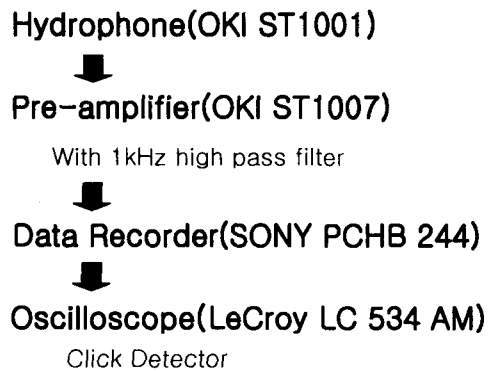 Hydrophone(OKI ST1001)
Pre-amplifier(OKI ST1007)
With 1kHz high pass filter
Data Recorder(SONY PCHB 244)
Oscilloscope(LeCroy LC 534 AM)
Click Detector